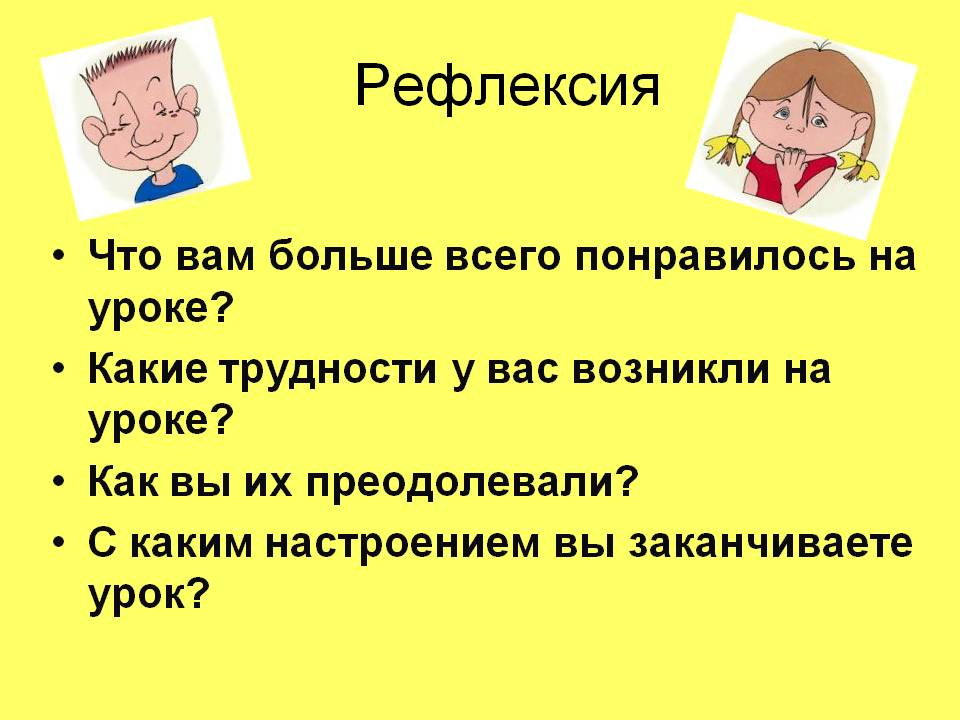 Рефлексия
• Что вам больше всего понравилось на
уроке?
• Какие трудности у вас возникли на
уроке?
• Как вы их преодолевали?
• С каким настроением вы заканчиваете
урок?